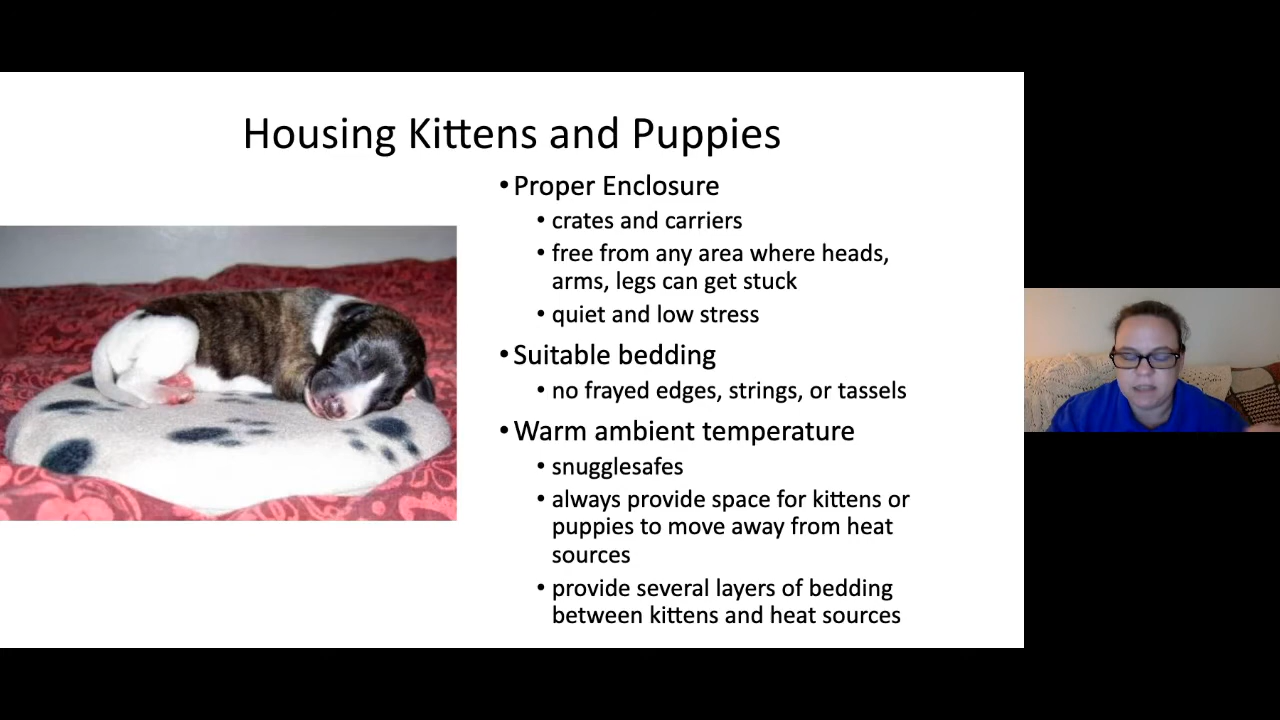 Housing Kittens and Puppies
• Proper Enclosure
• crates and carriers
• free from any area where heads,
arms, legs can get stuck
• quiet and low stress
• Suitable bedding
• no frayed edges, strings, or tassels
• Warm ambient temperature
• snugglesafes
• always provide space for kittens or
puppies to move away from heat
sources
• provide several layers of bedding
between kittens and heat sources